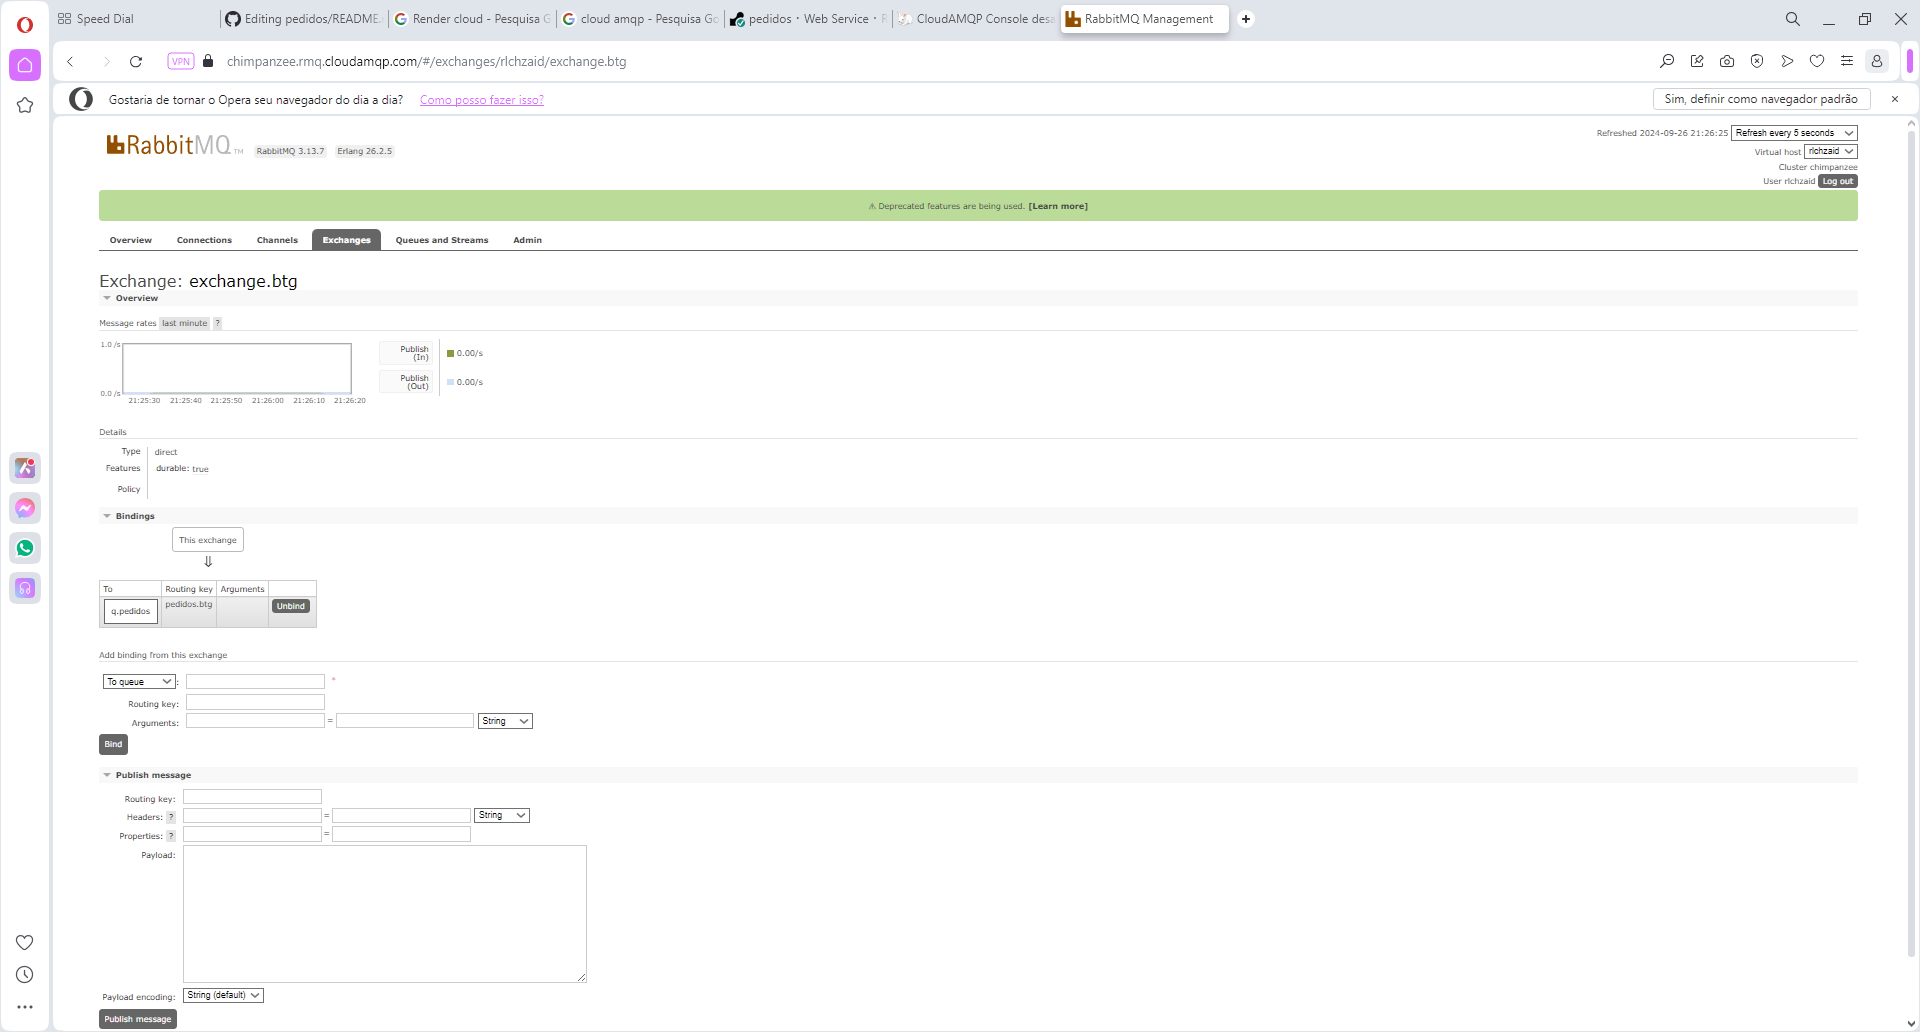 Speed Dial
Editing pedidos/README.
Render cloud - Pesquisa G
cloud amqp - Pesquisa Go
pedidos · Web Service · R
CloudAMQP Console desa
RabbitMQ Management
VPN
chimpanzee.rmq.cloudamqp.com/#/exchanges/rlchzaid/exchange.btg
Gostaria de tornar o Opera seu navegador do dia a dia? Como posso fazer isso?
Sim, definir como navegador padrão
RabbitMQ TM RabbitMQ 3.13.7 Erlang 26.2.5
Refreshed 2024-09-26 21:26:25 Refresh every 5 seconds
Virtual host rlchzaid
Cluster chimpanzee
User rlchzaid Log out
⚠ Deprecated features are being used. [Learn more]
Overview Connections Channels Exchanges Queues and Streams Admin
Exchange: exchange.btg
Overview
Message rates last minute ?
1.0 /s
0.0 /s
21:25:30 21:25:40 21:25:50 21:26:00 21:26:10 21:26:20
Publish (In) 0.00/s
Publish (Out) 0.00/s
Details
Type direct
Features durable: true
Policy
Bindings
This exchange
⇓
To Routing key Arguments
q.pedidos pedidos.btg Unbind
Add binding from this exchange
To queue : *
Routing key:
Arguments: = String
Bind
Publish message
Routing key:
Headers: ? = String
Properties: ? =
Payload:
Payload encoding: String (default)
Publish message